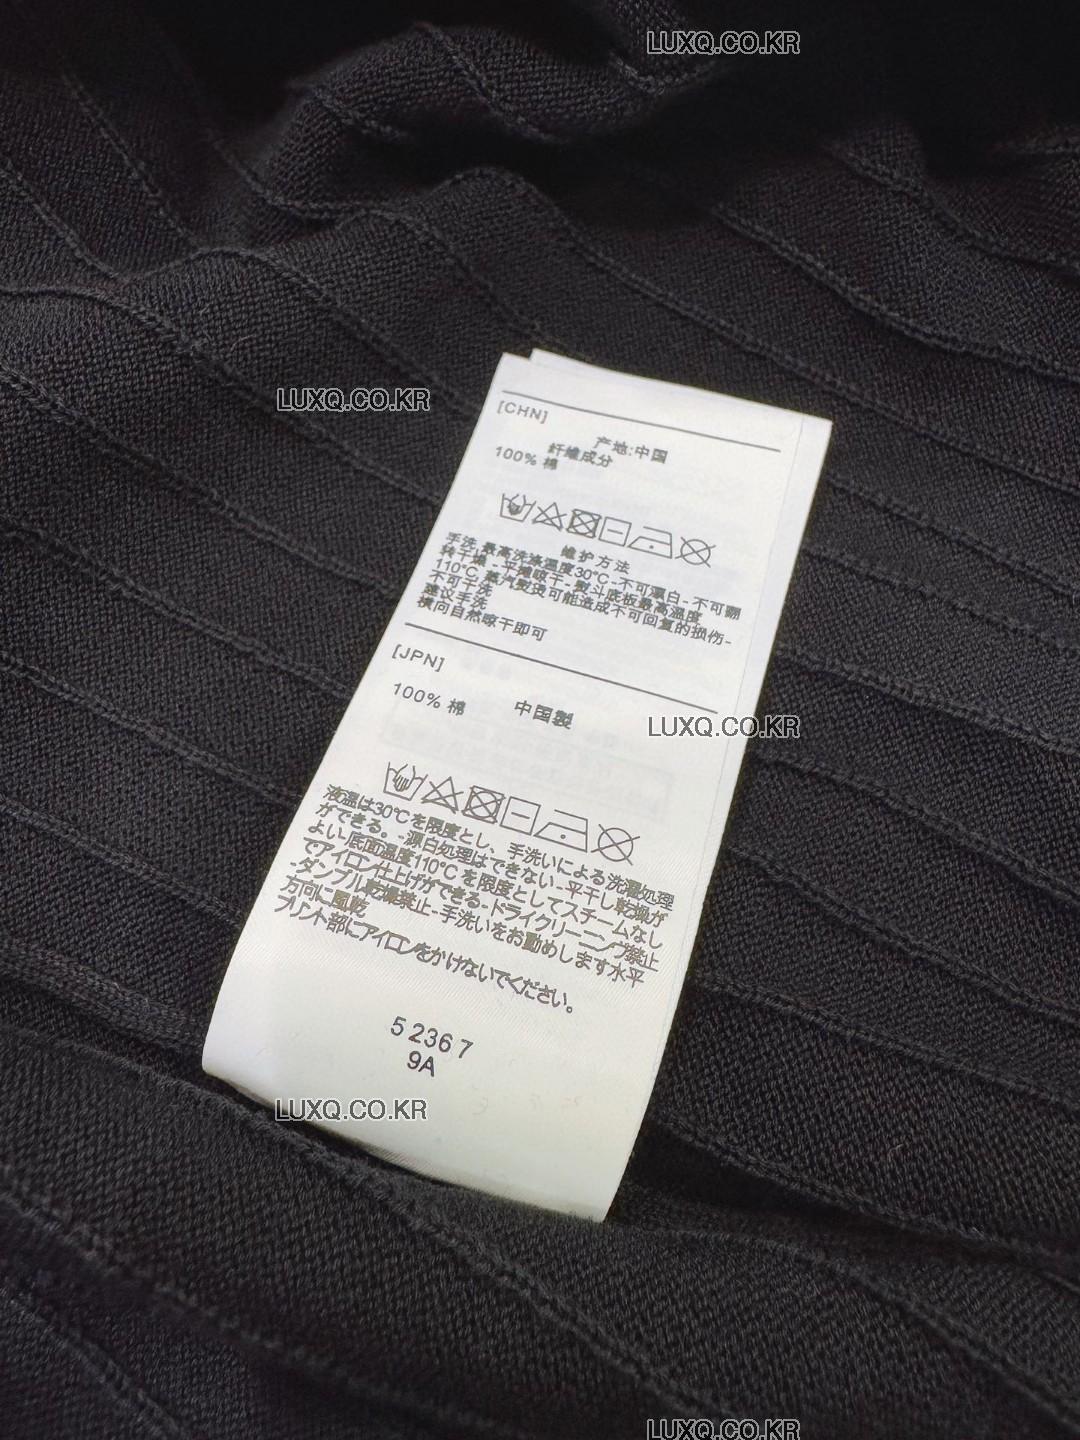 LUXQ.CO.KR
LUXQ.CO.KR
[CHN]
产地:中国
纤维成分
100% 棉
维护方法
手洗 最高洗涤温度30°C-不可漂白-不可翻
转干燥 - 平摊晾干-熨斗底板最高温度
110°C 蒸汽熨烫可能造成不可回复的损伤-
不可干洗
建议手洗
横向自然晾干即可
[JPN]
100% 棉 中国製
LUXQ.CO.KR
液温は30℃を限度とし、手洗いによる洗濯処理
ができる。-源白処理はできない-平干し乾燥が
よい-底面温度110℃を限度としてスチームなし
でアイロン仕上げができる-ドライクリーニング禁止
-ダンブル乾燥禁止-手洗いをお勧めします水平
方向に風乾
プリント部にアイロンをかけないでください。
52367
9A
LUXQ.CO.KR
LUXQ.CO.KR